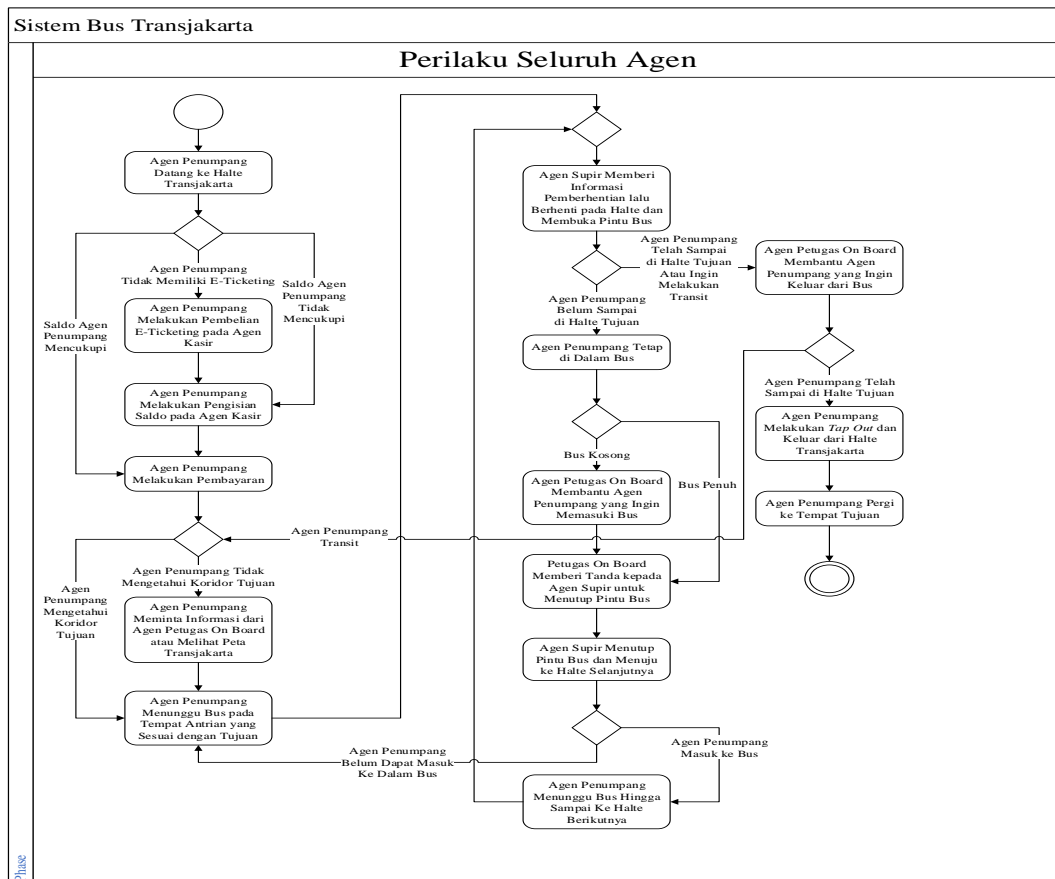 Sistem Bus Transjakarta
Perilaku Seluruh Agen
Agen Penumpang
Datang ke Halte
Transjakarta
Agen Penumpang
Tidak Memiliki E-Ticketing
Saldo Agen
Penumpang
Tidak
Mencukupi
Saldo Agen
Penumpang
Mencukupi
Agen Penumpang
Melakukan Pembelian
E-Ticketing pada Agen
Kasir
Agen Penumpang
Melakukan Pengisian
Saldo pada Agen Kasir
Agen Penumpang
Melakukan Pembayaran
Agen Penumpang
Transit
Agen Penumpang Tidak
Mengetahui Koridor Tujuan
Agen
Penumpang
Mengetahui
Koridor
Tujuan
Agen Penumpang
Meminta Informasi dari
Agen Petugas On Board
atau Melihat Peta
Transjakarta
Agen Penumpang
Menunggu Bus pada
Tempat Antrian yang
Sesuai dengan Tujuan
Agen Penumpang
Belum Dapat Masuk
Ke Dalam Bus
Agen Supir Memberi
Informasi
Pemberhentian lalu
Berhenti pada Halte dan
Membuka Pintu Bus
Agen Penumpang
Telah Sampai
di Halte Tujuan
Atau Ingin
Melakukan
Transit
Agen Penumpang
Belum Sampai
di Halte Tujuan
Agen Penumpang Tetap
di Dalam Bus
Bus Kosong
Bus Penuh
Agen Petugas On Board
Membantu Agen
Penumpang yang Ingin
Memasuki Bus
Petugas On Board
Memberi Tanda kepada
Agen Supir untuk
Menutup Pintu Bus
Agen Supir Menutup
Pintu Bus dan Menuju
ke Halte Selanjutnya
Agen Penumpang
Masuk ke Bus
Agen Penumpang
Menunggu Bus Hingga
Sampai Ke Halte
Berikutnya
Agen Petugas On Board
Membantu Agen
Penumpang yang Ingin
Keluar dari Bus
Agen Penumpang Telah
Sampai di Halte Tujuan
Agen Penumpang
Melakukan Tap Out dan
Keluar dari Halte
Transjakarta
Agen Penumpang Pergi
ke Tempat Tujuan
Phase